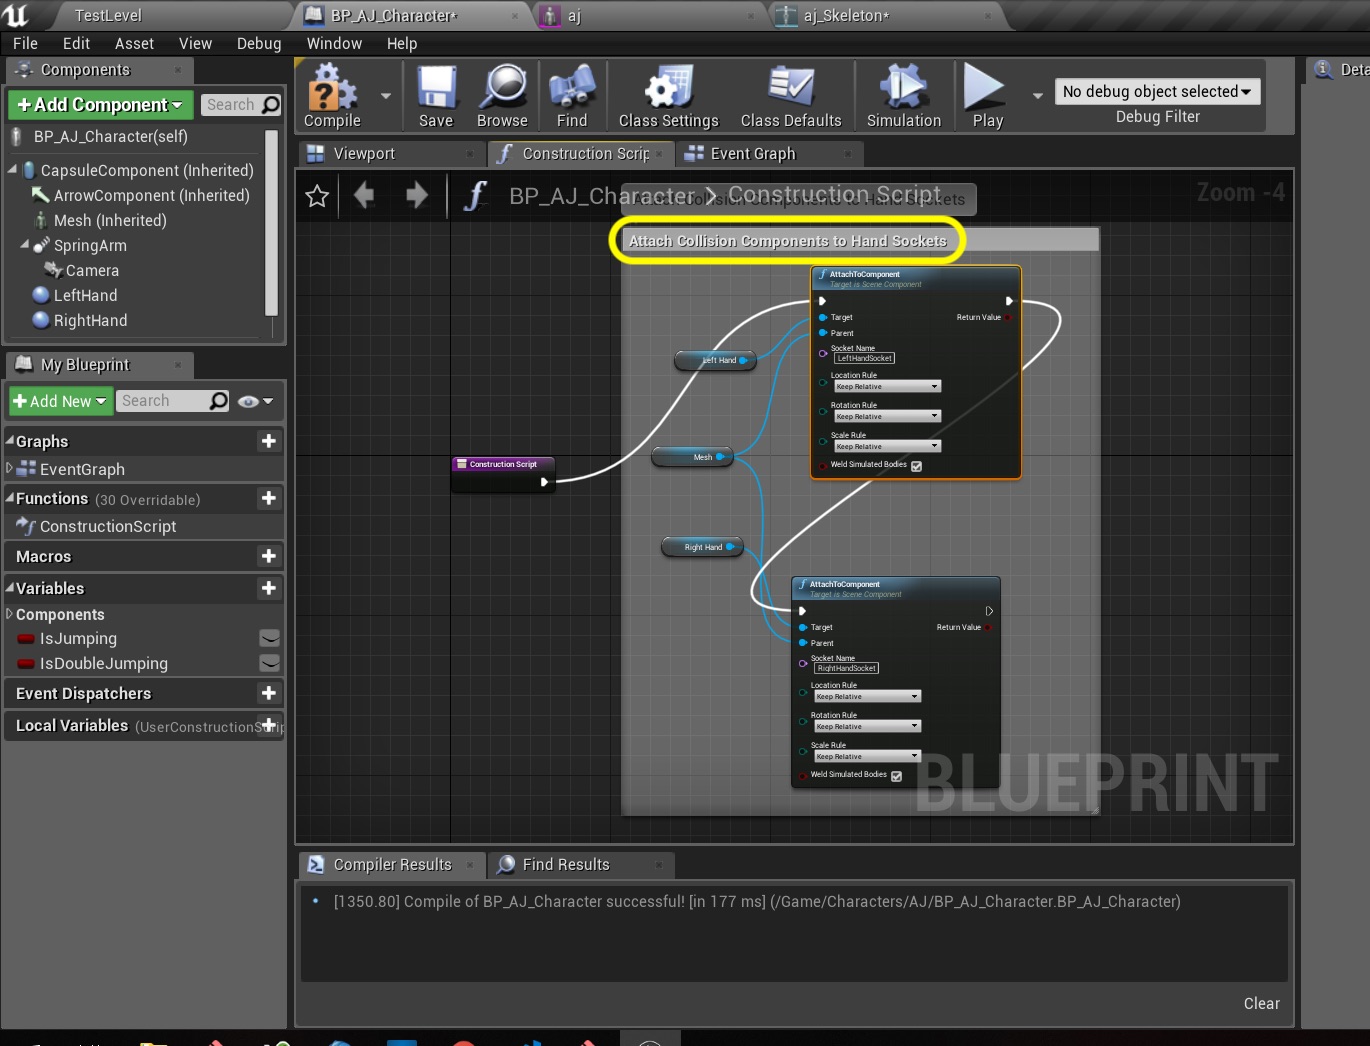 TestLevel
BP_AJ_Character*
aj
aj_Skeleton*
File Edit Asset View Debug Window Help
Components
+Add Component
Search
BP_AJ_Character(self)
CapsuleComponent (Inherited)
ArrowComponent (Inherited)
Mesh (Inherited)
SpringArm
Camera
LeftHand
RightHand
Compile
Save
Browse
Find
Class Settings
Class Defaults
Simulation
Play
No debug object selected
Debug Filter
Deta
Viewport
Construction Scrip
Event Graph
BP_AJ_Character > Construction Script
Zoom -4
Attach Collision Components to Hand Sockets
Attach Collision Components to Hand Sockets
AttachToComponent
Target is Scene Component
Target
Return Value
Parent
Socket Name
LeftHandSocket
Location Rule
Keep Relative
Rotation Rule
Keep Relative
Scale Rule
Keep Relative
Weld Simulated Bodies
Left Hand
Mesh
Construction Script
Right Hand
AttachToComponent
Target is Scene Component
Target
Return Value
Parent
Socket Name
RightHandSocket
Location Rule
Keep Relative
Rotation Rule
Keep Relative
Scale Rule
Keep Relative
Weld Simulated Bodies
BLUEPRINT
My Blueprint
+Add New
Search
Graphs
EventGraph
Functions (30 Overridable)
ConstructionScript
Macros
Variables
Components
IsJumping
IsDoubleJumping
Event Dispatchers
Local Variables (UserConstructionScrip
Compiler Results
Find Results
[1350.80] Compile of BP_AJ_Character successful! [in 177 ms] (/Game/Characters/AJ/BP_AJ_Character.BP_AJ_Character)
Clear